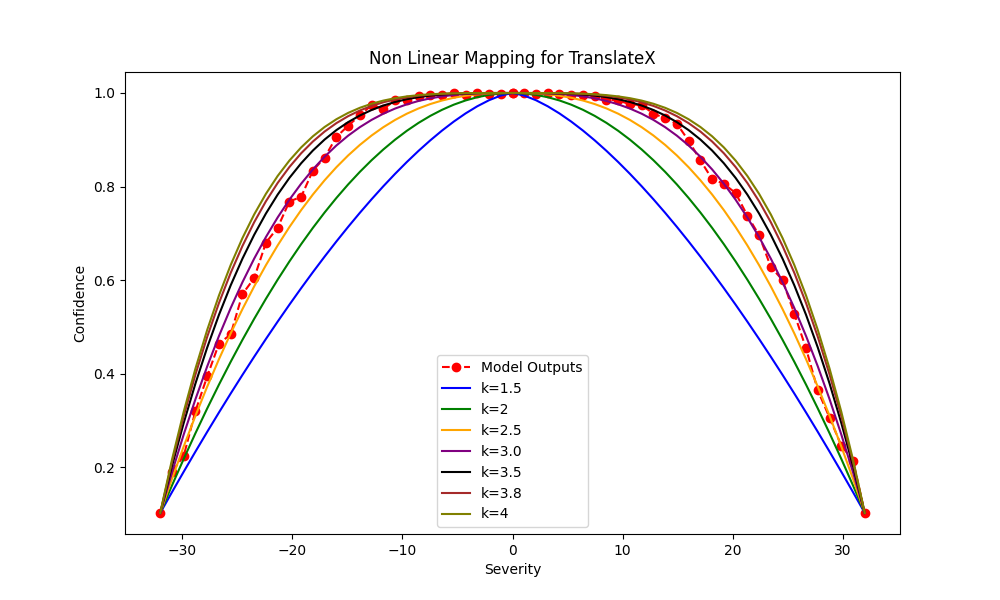 Non Linear Mapping for TranslateX
Confidence
1.0
0.8
0.6
0.4
0.2
Model Outputs
k=1.5
k=2
k=2.5
k=3.0
k=3.5
k=3.8
k=4
−30 −20 −10 0 10 20 30
Severity